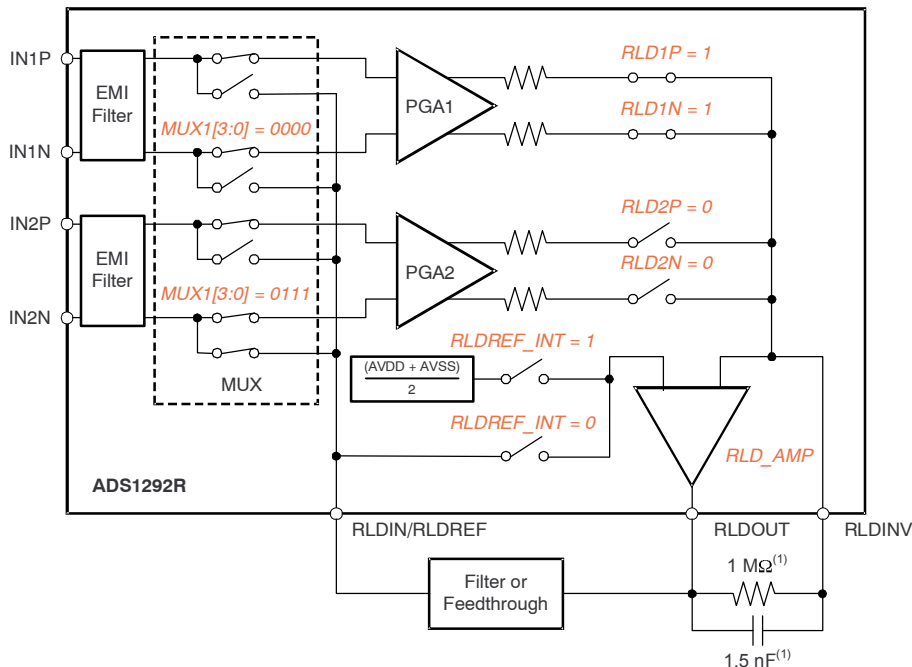 IN1P
EMI
Filter
IN1N
MUX1[3:0] = 0000
PGA1
RLD1P = 1
RLD1N = 1
IN2P
EMI
Filter
IN2N
MUX1[3:0] = 0111
MUX
PGA2
RLD2P = 0
RLD2N = 0
(AVDD + AVSS)
2
RLDREF_INT = 1
RLDREF_INT = 0
RLD_AMP
ADS1292R
RLDIN/RLDREF
RLDOUT
RLDINV
Filter or
Feedthrough
1 MΩ(1)
1.5 nF(1)